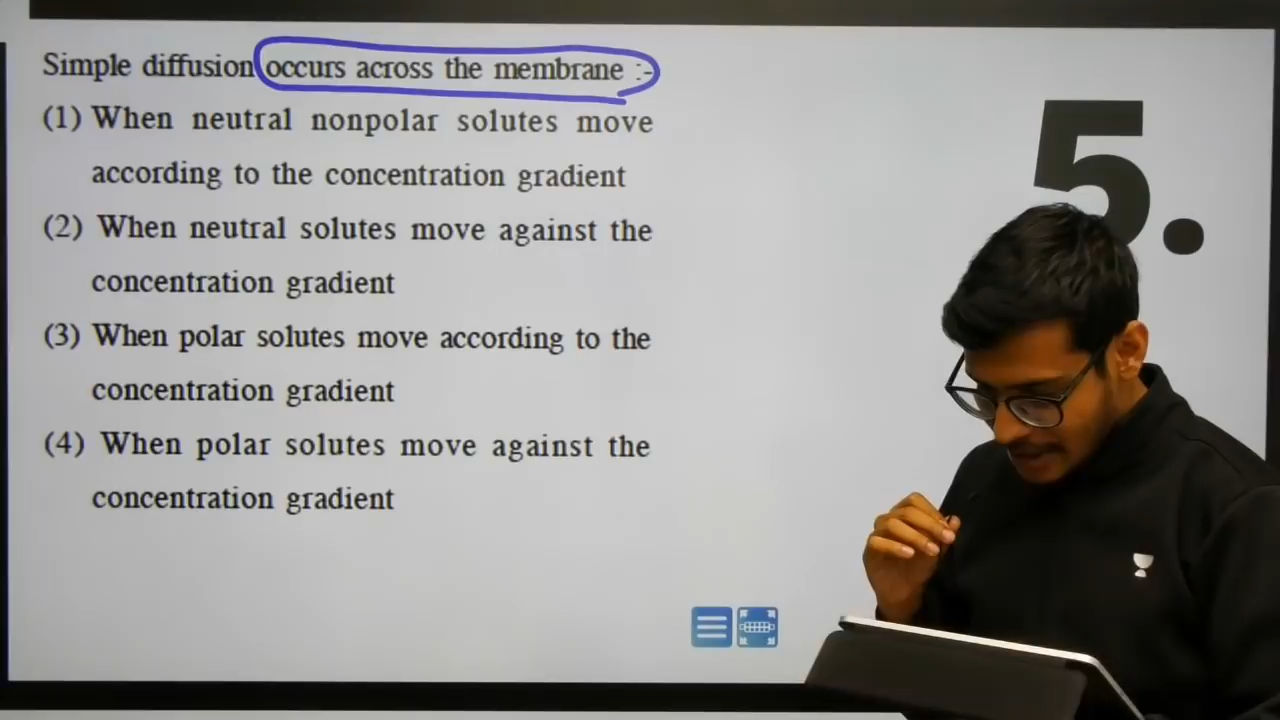 Simple diffusion occurs across the membrane :-
(1) When neutral nonpolar solutes move
according to the concentration gradient
(2) When neutral solutes move against the
concentration gradient
(3) When polar solutes move according to the
concentration gradient
(4) When polar solutes move against the
concentration gradient
5.